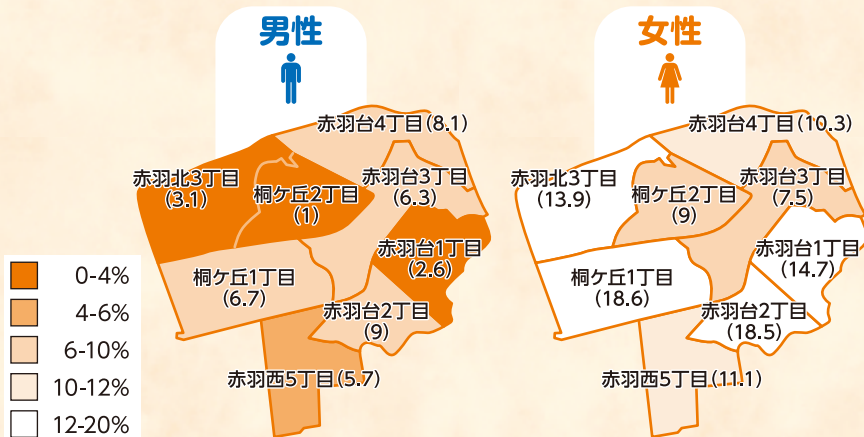 男性
赤羽台4丁目(8.1)
赤羽北3丁目
(3.1)
桐ケ丘2丁目
(1)
赤羽台3丁目
(6.3)
赤羽台1丁目
(2.6)
桐ケ丘1丁目
(6.7)
赤羽台2丁目
(9)
赤羽西5丁目(5.7)
女性
赤羽台4丁目(10.3)
赤羽北3丁目
(13.9)
桐ケ丘2丁目
(9)
赤羽台3丁目
(7.5)
赤羽台1丁目
(14.7)
桐ケ丘1丁目
(18.6)
赤羽台2丁目
(18.5)
赤羽西5丁目(11.1)
0-4%
4-6%
6-10%
10-12%
12-20%